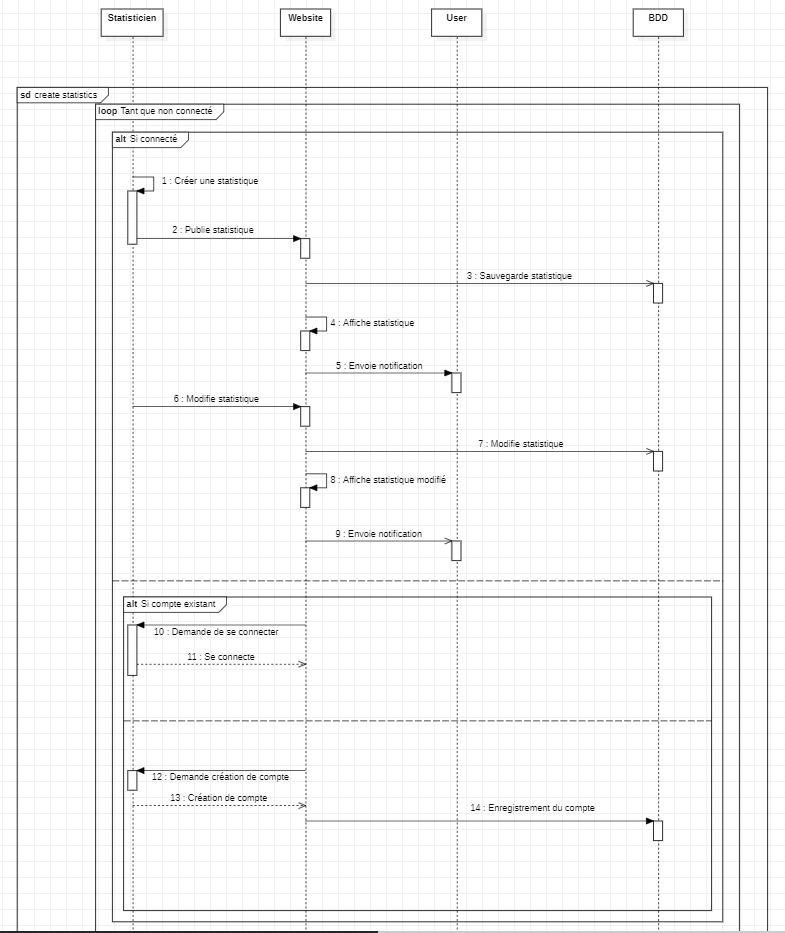 Statisticien
Website
User
BDD
sd create statistics
loop Tant que non connecté
alt Si connecté
1 : Créer une statistique
2 : Publie statistique
3 : Sauvegarde statistique
4 : Affiche statistique
5 : Envoie notification
6 : Modifie statistique
7 : Modifie statistique
8 : Affiche statistique modifié
9 : Envoie notification
alt Si compte existant
10 : Demande de se connecter
11 : Se connecte
12 : Demande création de compte
13 : Création de compte
14 : Enregistrement du compte